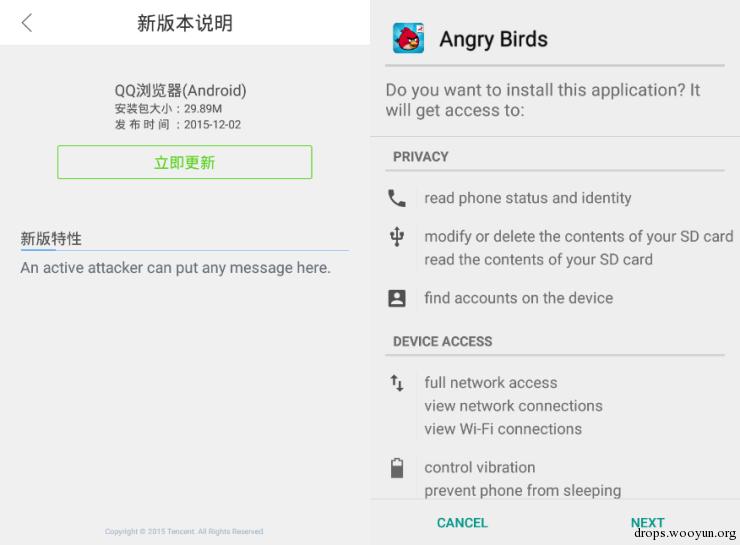 新版本说明
QQ浏览器(Android)
安装包大小：29.89M
发 布 时 间 ：2015-12-02
立即更新
新版特性
An active attacker can put any message here.
Copyright © 2015 Tencent. All Rights Reserved.
Angry Birds
Do you want to install this application? It
will get access to:
PRIVACY
read phone status and identity
modify or delete the contents of your SD card
read the contents of your SD card
find accounts on the device
DEVICE ACCESS
full network access
view network connections
view Wi-Fi connections
control vibration
prevent phone from sleeping
CANCEL
NEXT
drops.wooyun.org